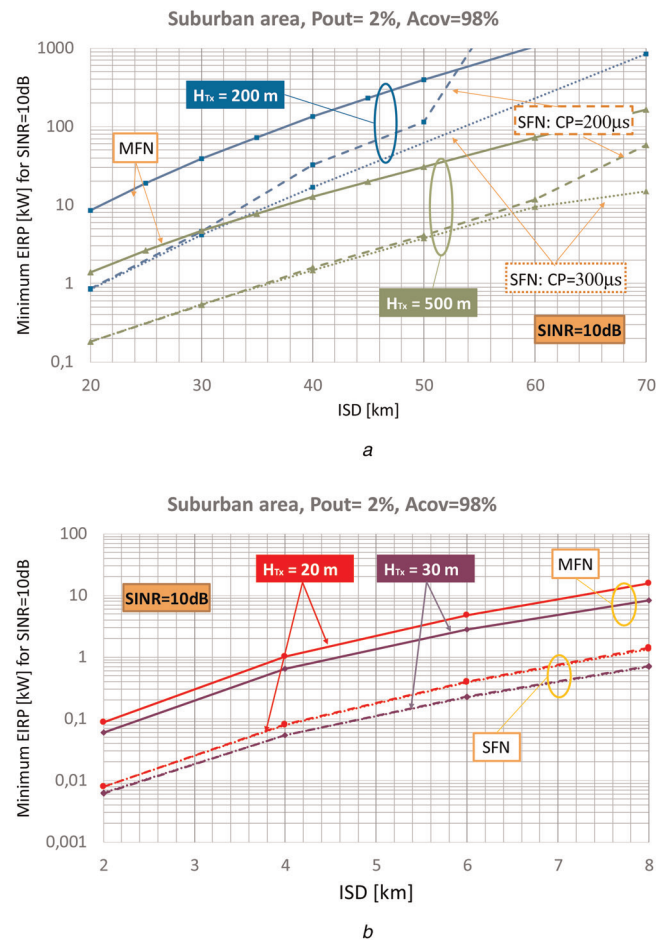 Suburban area, Pout= 2%, Acov=98%
Minimum EIRP [kW] for SINR=10dB
1000
100
10
1
0,1
HTx = 200 m
MFN
SFN: CP=200µs
SFN: CP=300µs
HTx = 500 m
SINR=10dB
20
30
40
50
60
70
ISD [km]
a
Suburban area, Pout= 2%, Acov=98%
Minimum EIRP [kW] for SINR=10dB
100
10
1
0,1
0,01
0,001
HTx = 20 m
HTx = 30 m
MFN
SINR=10dB
SFN
2
3
4
5
6
7
8
ISD [km]
b